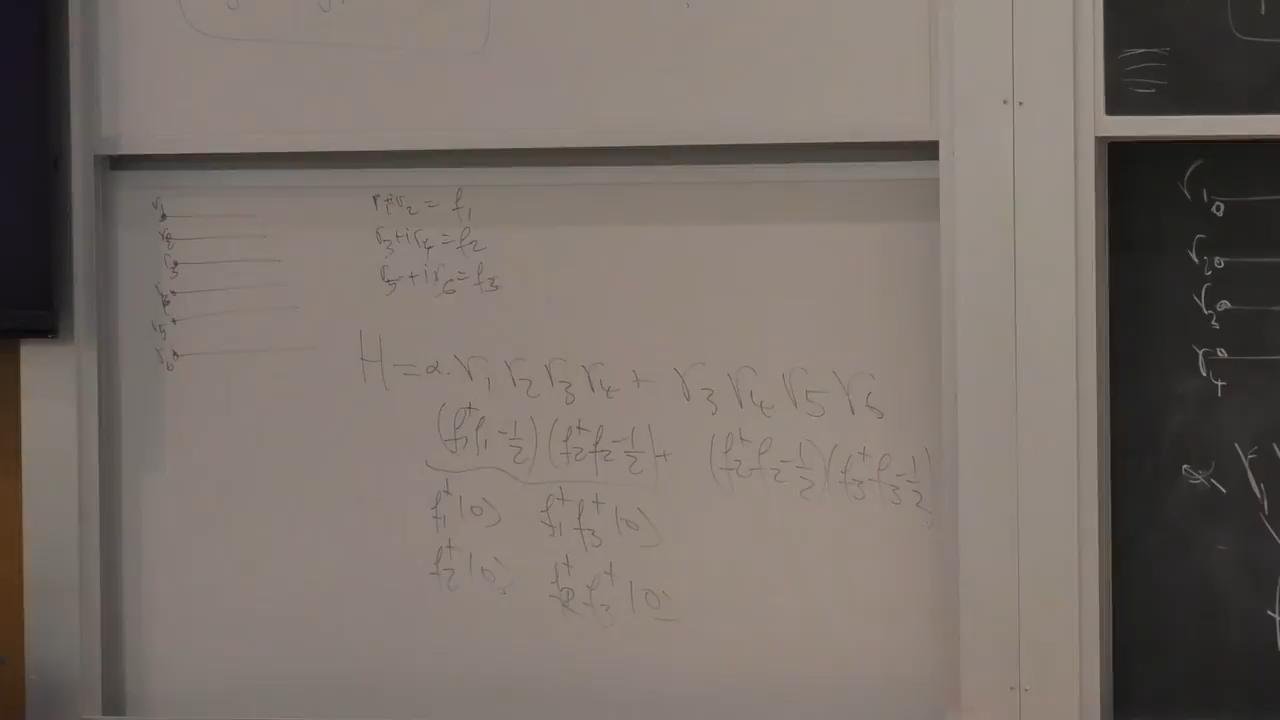 γ1
γ2
γ3
γ4
γ5
γ6
γ1+iγ2 = f1
γ3+iγ4 = f2
γ5+iγ6 = f3
H = α γ1 γ2 γ3 γ4 + γ3 γ4 γ5 γ6
(f1†f1 - 1/2)(f2†f2 - 1/2) + (f2†f2 - 1/2)(f3†f3 - 1/2)
f1†|0⟩ f1†f3†|0⟩
f2†|0⟩ f2†f3†|0⟩
γ1
γ2
γ3
γ4